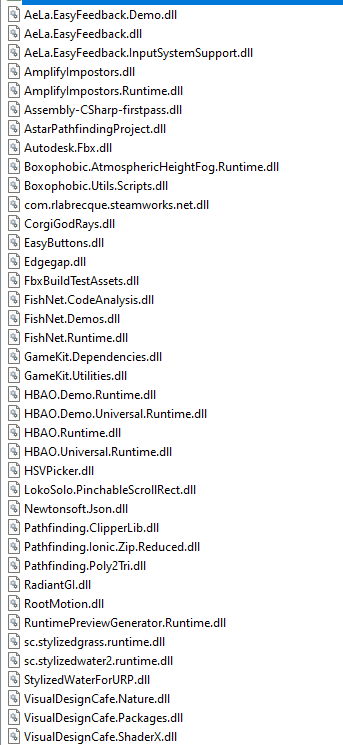 AeLa.EasyFeedback.Demo.dll
AeLa.EasyFeedback.dll
AeLa.EasyFeedback.InputSystemSupport.dll
AmplifyImpostors.dll
AmplifyImpostors.Runtime.dll
Assembly-CSharp-firstpass.dll
AstarPathfindingProject.dll
Autodesk.Fbx.dll
Boxophobic.AtmosphericHeightFog.Runtime.dll
Boxophobic.Utils.Scripts.dll
com.rlabrecque.steamworks.net.dll
CorgiGodRays.dll
EasyButtons.dll
Edgegap.dll
FbxBuildTestAssets.dll
FishNet.CodeAnalysis.dll
FishNet.Demos.dll
FishNet.Runtime.dll
GameKit.Dependencies.dll
GameKit.Utilities.dll
HBAO.Demo.Runtime.dll
HBAO.Demo.Universal.Runtime.dll
HBAO.Runtime.dll
HBAO.Universal.Runtime.dll
HSVPicker.dll
LokoSolo.PinchableScrollRect.dll
Newtonsoft.Json.dll
Pathfinding.ClipperLib.dll
Pathfinding.Ionic.Zip.Reduced.dll
Pathfinding.Poly2Tri.dll
RadiantGI.dll
RootMotion.dll
RuntimePreviewGenerator.Runtime.dll
sc.stylizedgrass.runtime.dll
sc.stylizedwater2.runtime.dll
StylizedWaterForURP.dll
VisualDesignCafe.Nature.dll
VisualDesignCafe.Packages.dll
VisualDesignCafe.ShaderX.dll